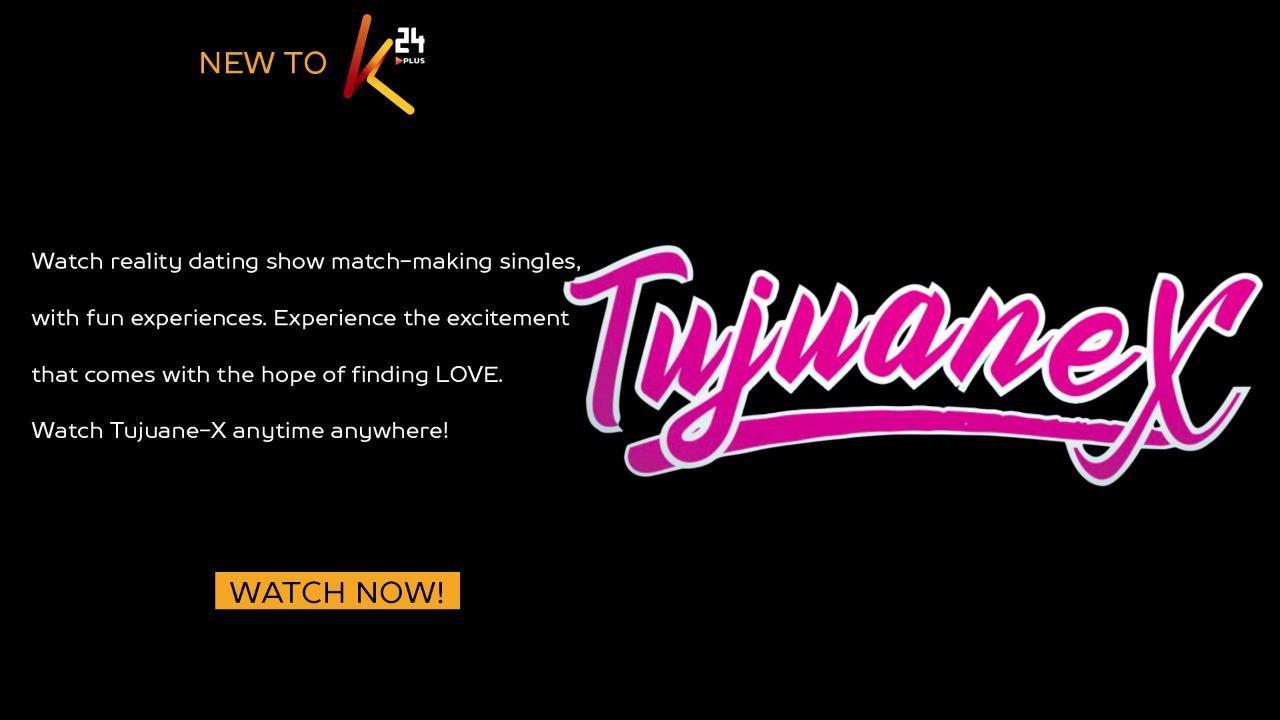 NEW TO K24 PLUS
Watch reality dating show match-making singles,
with fun experiences. Experience the excitement
that comes with the hope of finding LOVE.
Watch Tujuane-X anytime anywhere!
TujuaneX
WATCH NOW!